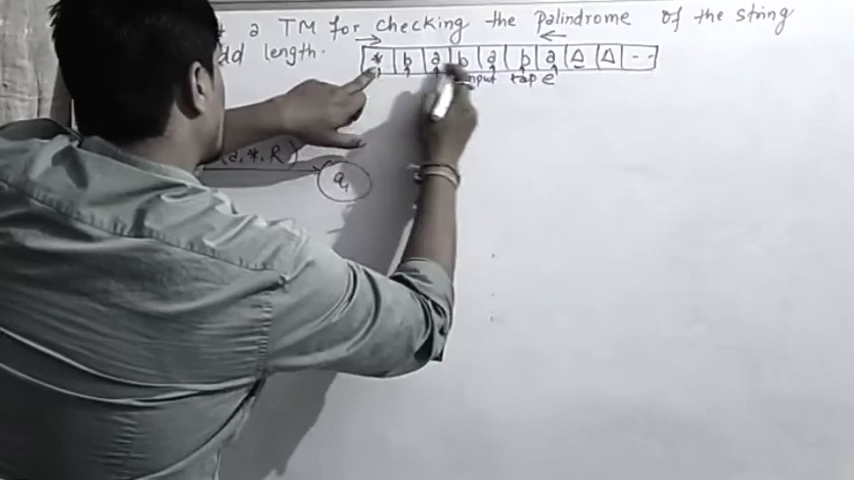 a TM for checking the palindrome of the string
dd length.
* b a b a b a Δ Δ --
input tape
(a, *, R)
q1